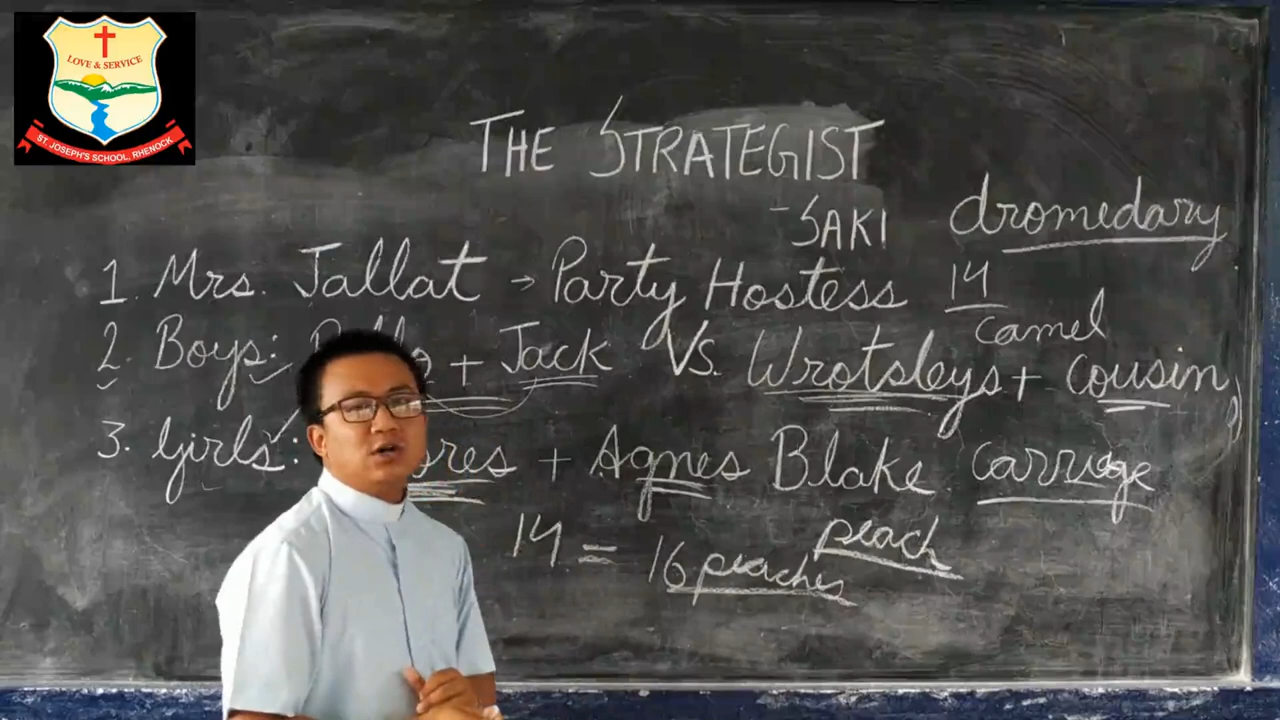 LOVE & SERVICE
ST. JOSEPH'S SCHOOL, RHENOCK
THE STRATEGIST
-SAKI
dromedary
1. Mrs. Jallat → Party Hostess
14
camel
2. Boys: + Jack VS. Wrotsleys + cousin
3. Girls: + Agnes Blake
carriage
14 = 16 peaches
peach